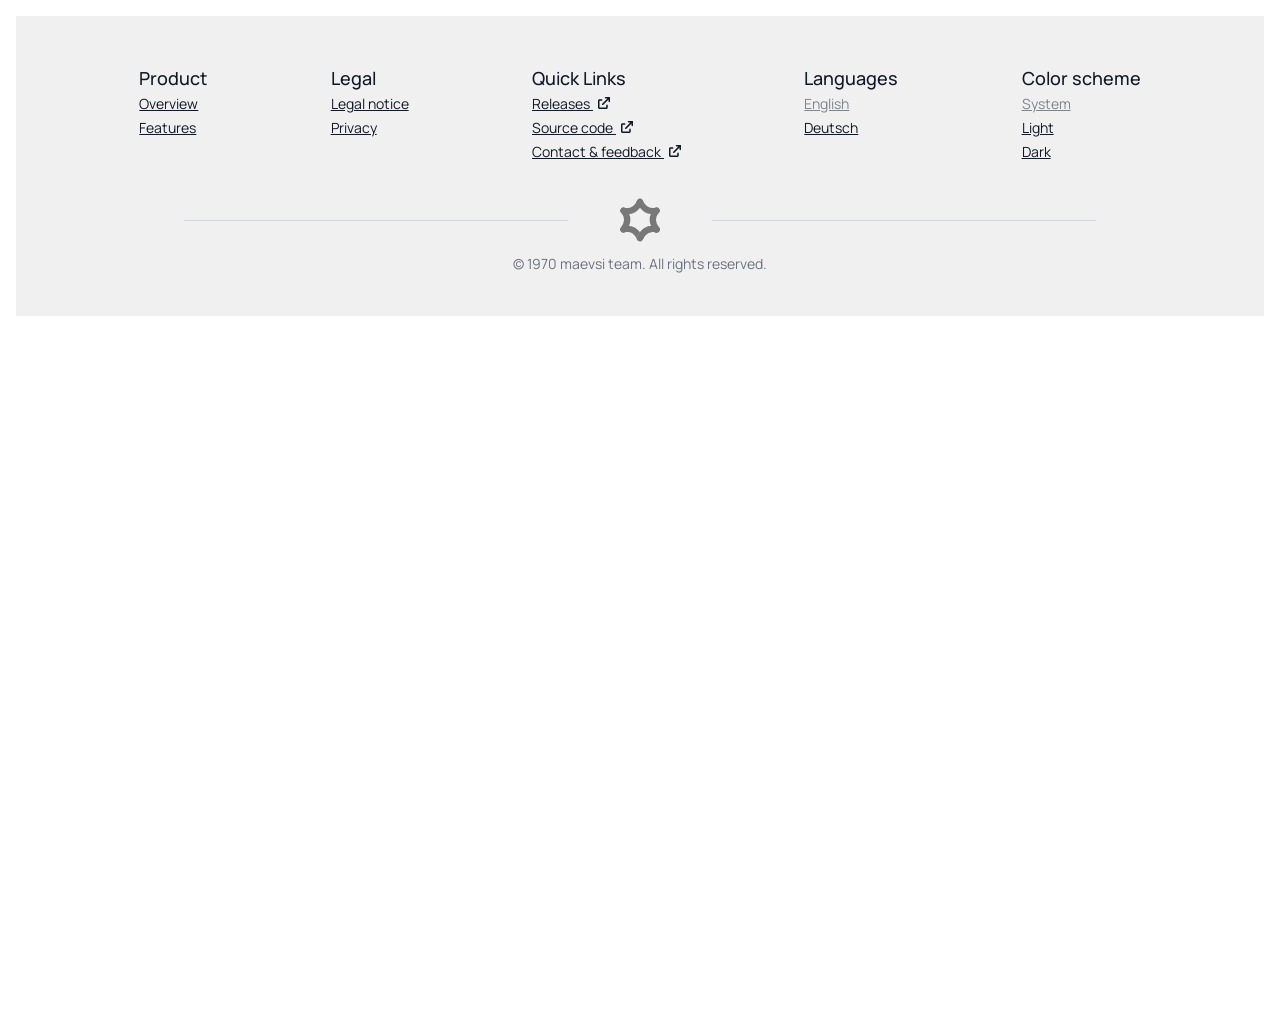 Product
Overview
Features
Legal
Legal notice
Privacy
Quick Links
Releases
Source code
Contact & feedback
Languages
English
Deutsch
Color scheme
System
Light
Dark
© 1970 maevsi team. All rights reserved.